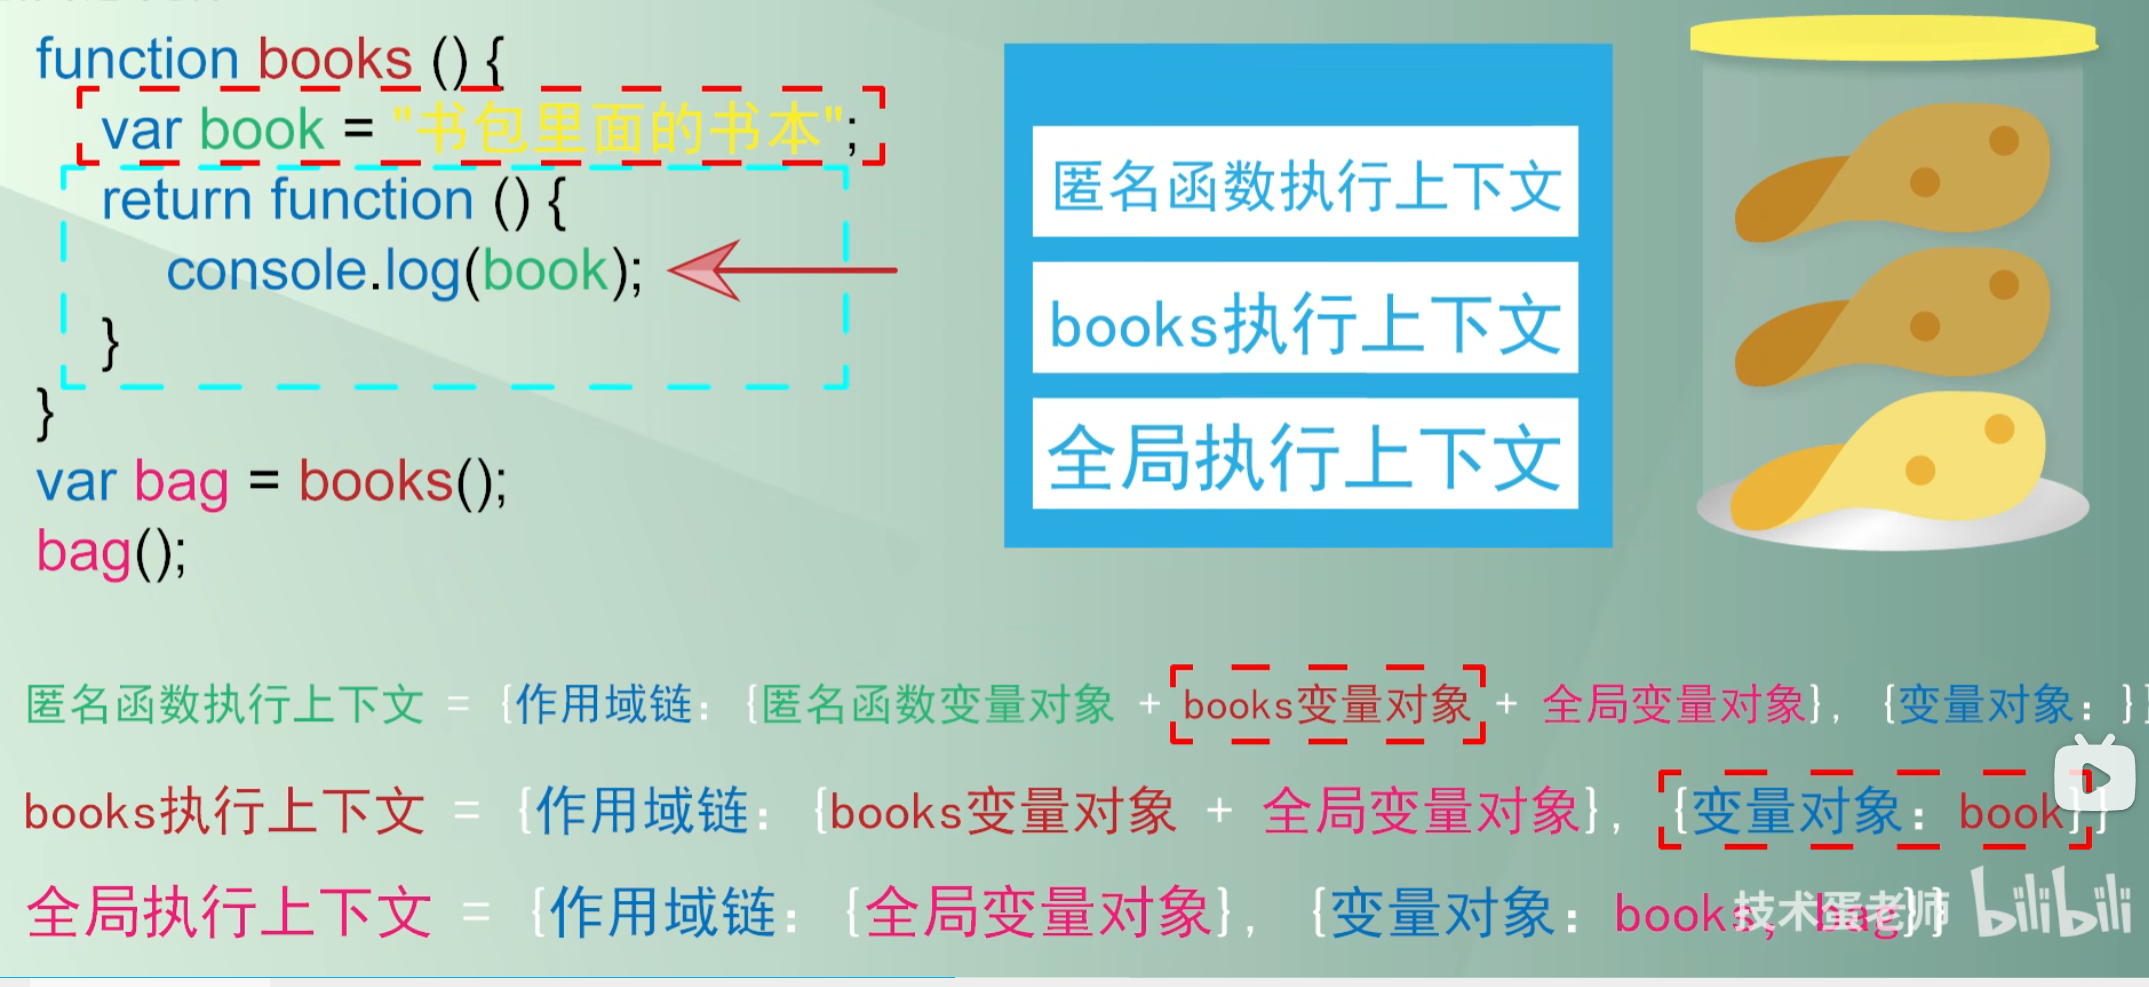 function books () {
var book = "书包里面的书本";
return function () {
console.log(book);
}
}
var bag = books();
bag();
匿名函数执行上下文
books执行上下文
全局执行上下文
匿名函数执行上下文 = {作用域链：{匿名函数变量对象 + books变量对象 + 全局变量对象}，{变量对象：}}
books执行上下文 = {作用域链：{books变量对象 + 全局变量对象}，{变量对象：book}}
全局执行上下文 = {作用域链：{全局变量对象}，{变量对象：books，bag}}
技术蛋老师 bilibili